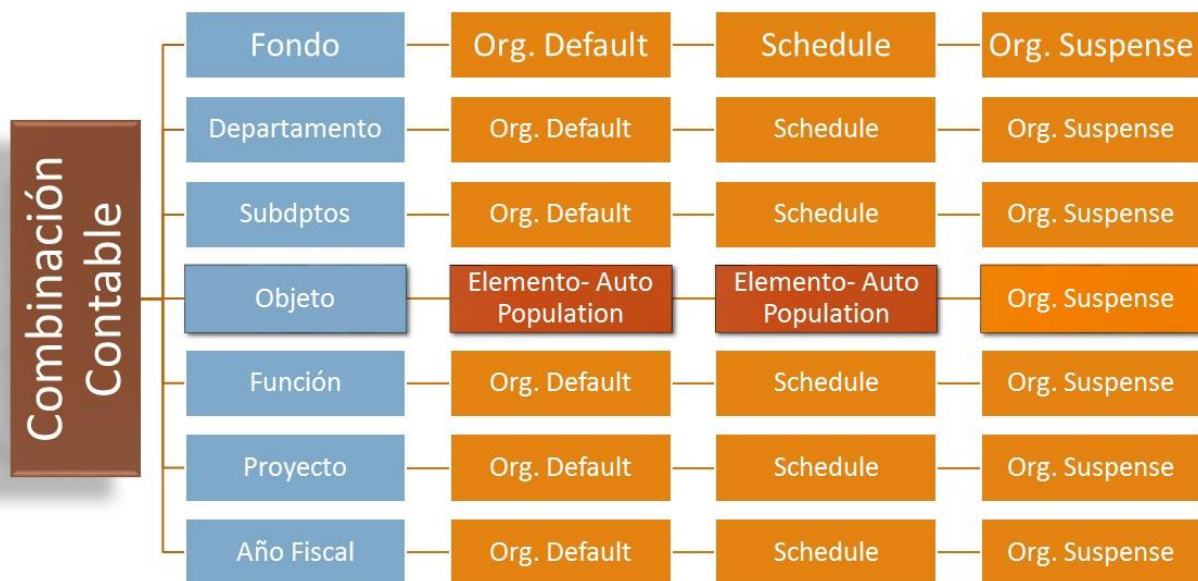 Combinación
Contable
Fondo
Org. Default
Schedule
Org. Suspense
Departamento
Org. Default
Schedule
Org. Suspense
Subdptos
Org. Default
Schedule
Org. Suspense
Objeto
Elemento- Auto
Population
Elemento- Auto
Population
Org. Suspense
Función
Org. Default
Schedule
Org. Suspense
Proyecto
Org. Default
Schedule
Org. Suspense
Año Fiscal
Org. Default
Schedule
Org. Suspense